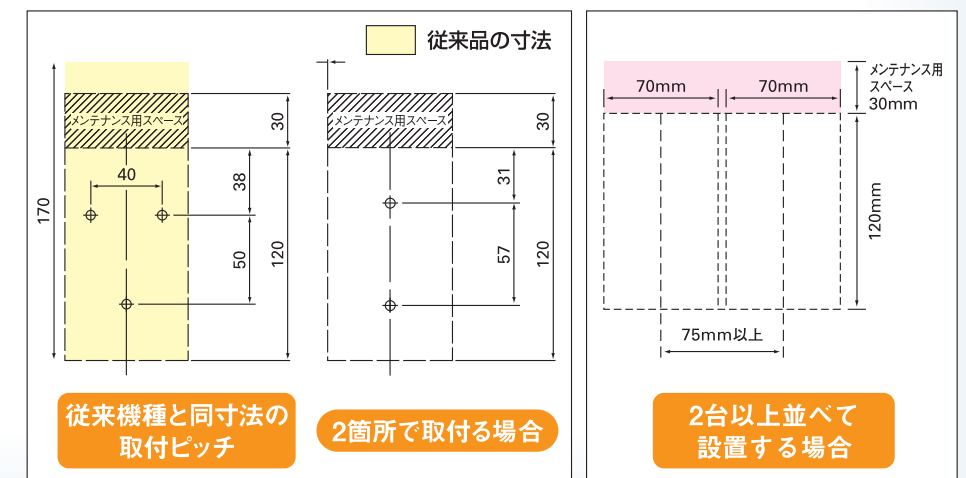 従来品の寸法
メンテナンス用スペース
40
170
30
38
50
120
従来機種と同寸法の
取付ピッチ
メンテナンス用スペース
30
31
57
120
2箇所で取付る場合
メンテナンス用
スペース
30mm
70mm
70mm
120mm
75mm以上
2台以上並べて
設置する場合